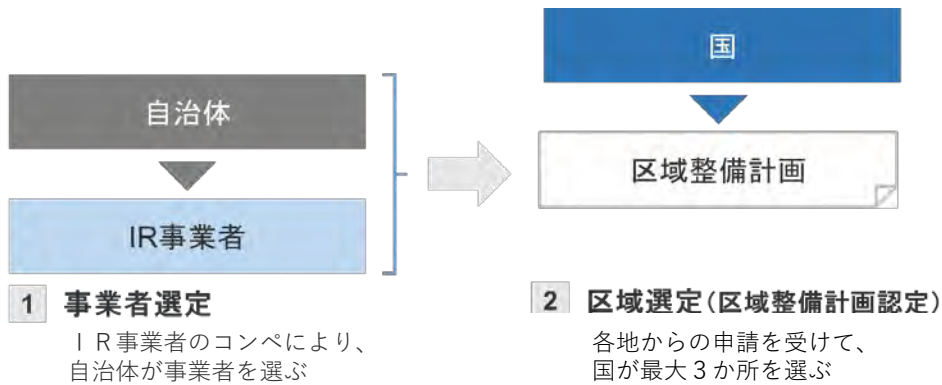 自治体
IR事業者
1 事業者選定
ＩＲ事業者のコンペにより、
自治体が事業者を選ぶ
国
区域整備計画
2 区域選定(区域整備計画認定)
各地からの申請を受けて、
国が最大３か所を選ぶ